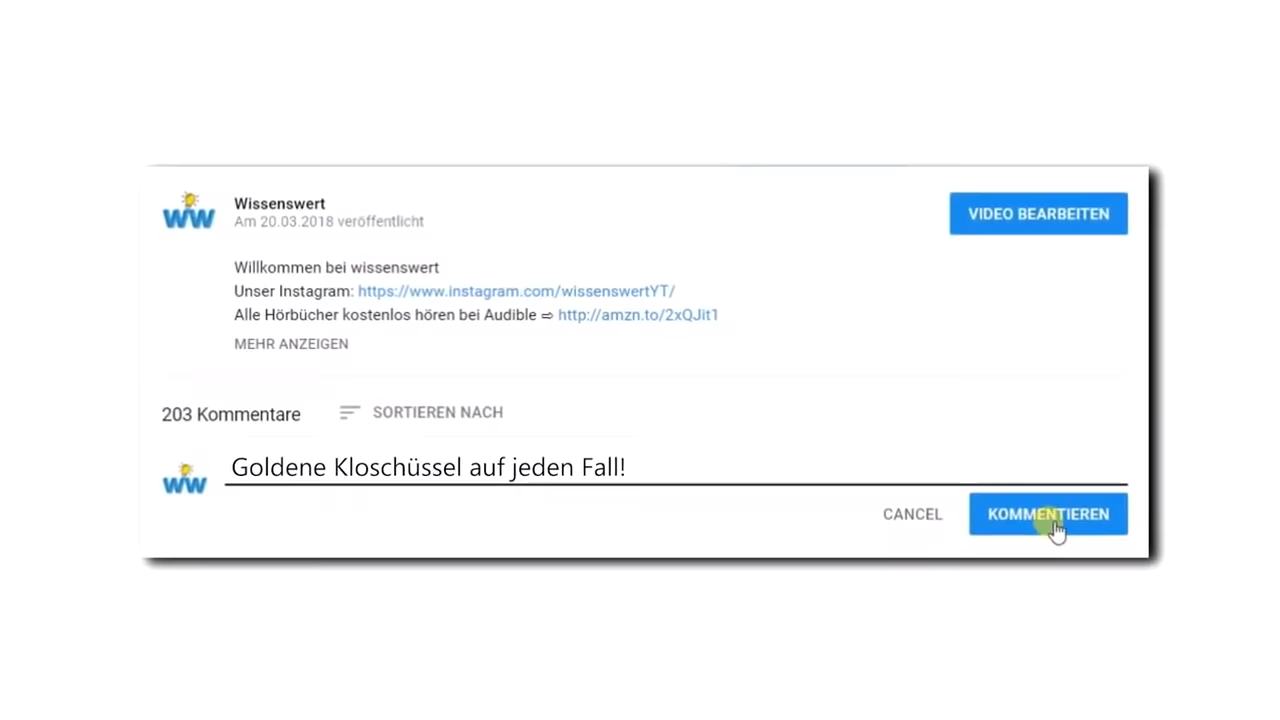 WW
Wissenswert
Am 20.03.2018 veröffentlicht
VIDEO BEARBEITEN
Willkommen bei wissenswert
Unser Instagram: https://www.instagram.com/wissenswertYT/
Alle Hörbücher kostenlos hören bei Audible ⇨ http://amzn.to/2xQJit1
MEHR ANZEIGEN
203 Kommentare
SORTIEREN NACH
WW
Goldene Kloschüssel auf jeden Fall!
CANCEL
KOMMENTIEREN